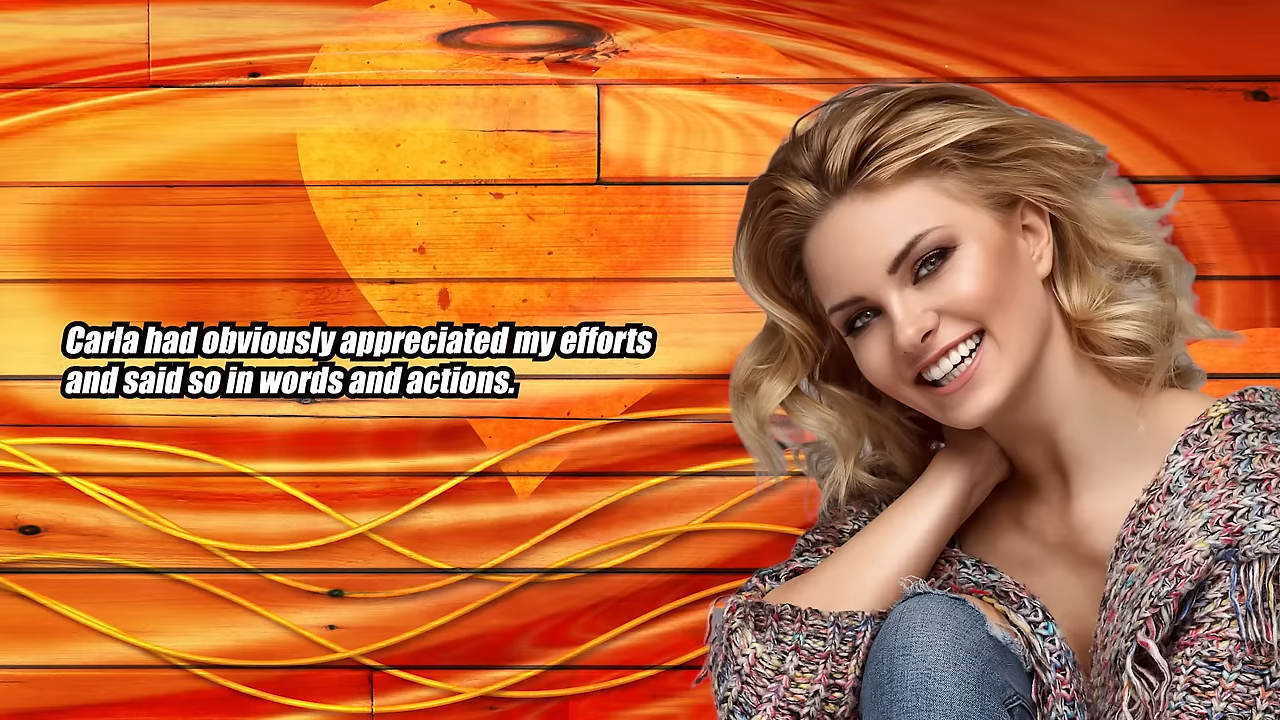 Carla had obviously appreciated my efforts
and said so in words and actions.